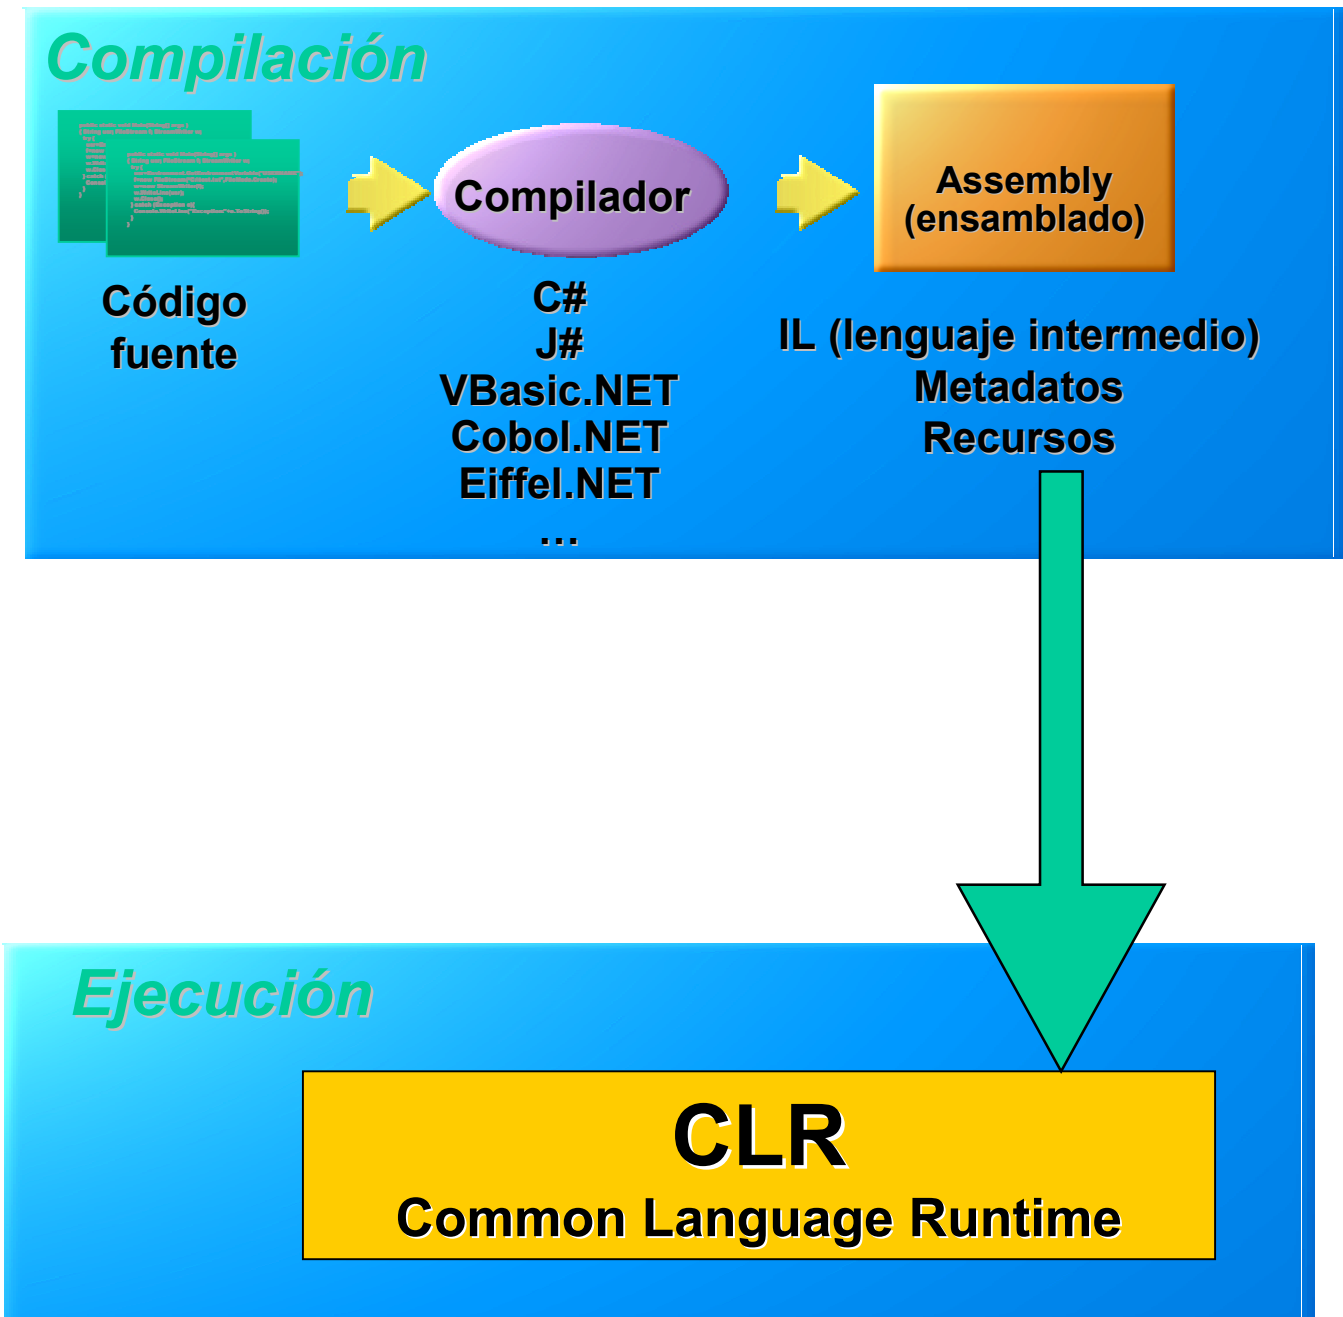 Compilación
Compilador
Assembly
(ensamblado)
Código
fuente
C#
J#
VBasic.NET
Cobol.NET
Eiffel.NET
...
IL (lenguaje intermedio)
Metadatos
Recursos
Ejecución
CLR
Common Language Runtime